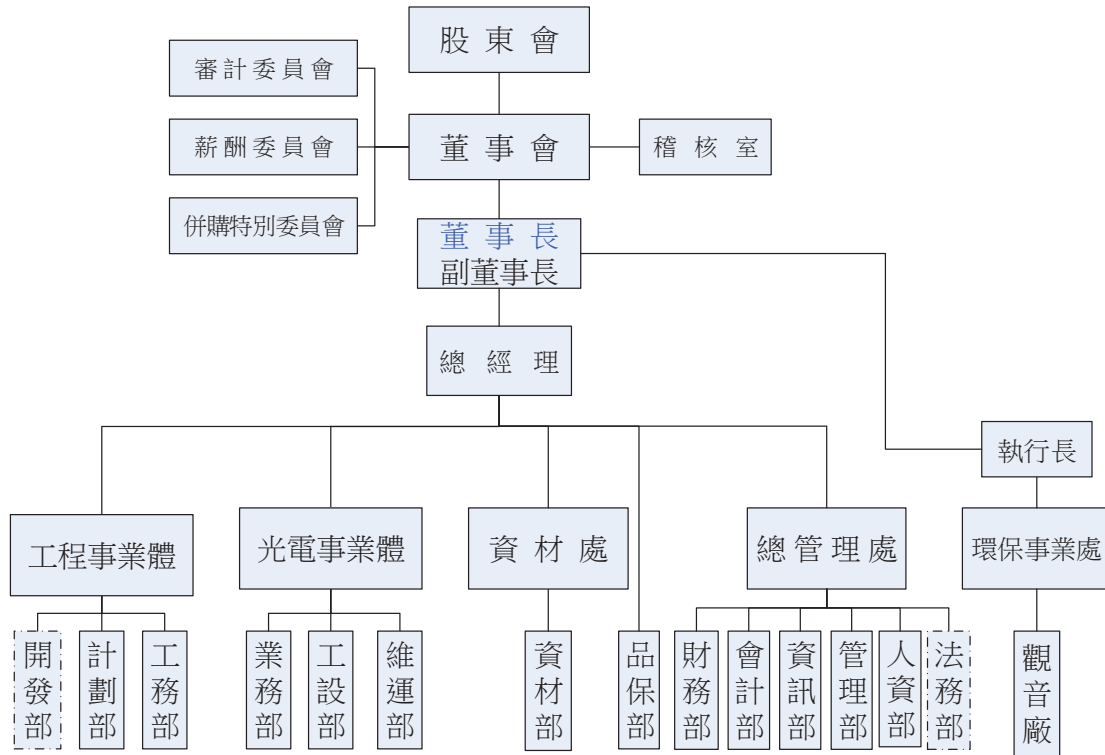 股東會
審計委員會
薪酬委員會
董事會
稽核室
併購特別委員會
董事長
副董事長
總經理
執行長
工程事業體
光電事業體
資材處
總管理處
環保事業處
開發部
計劃部
工務部
業務部
工設部
維運部
資材部
品保部
財務部
會計部
資訊部
管理部
人資部
法務部
觀音廠